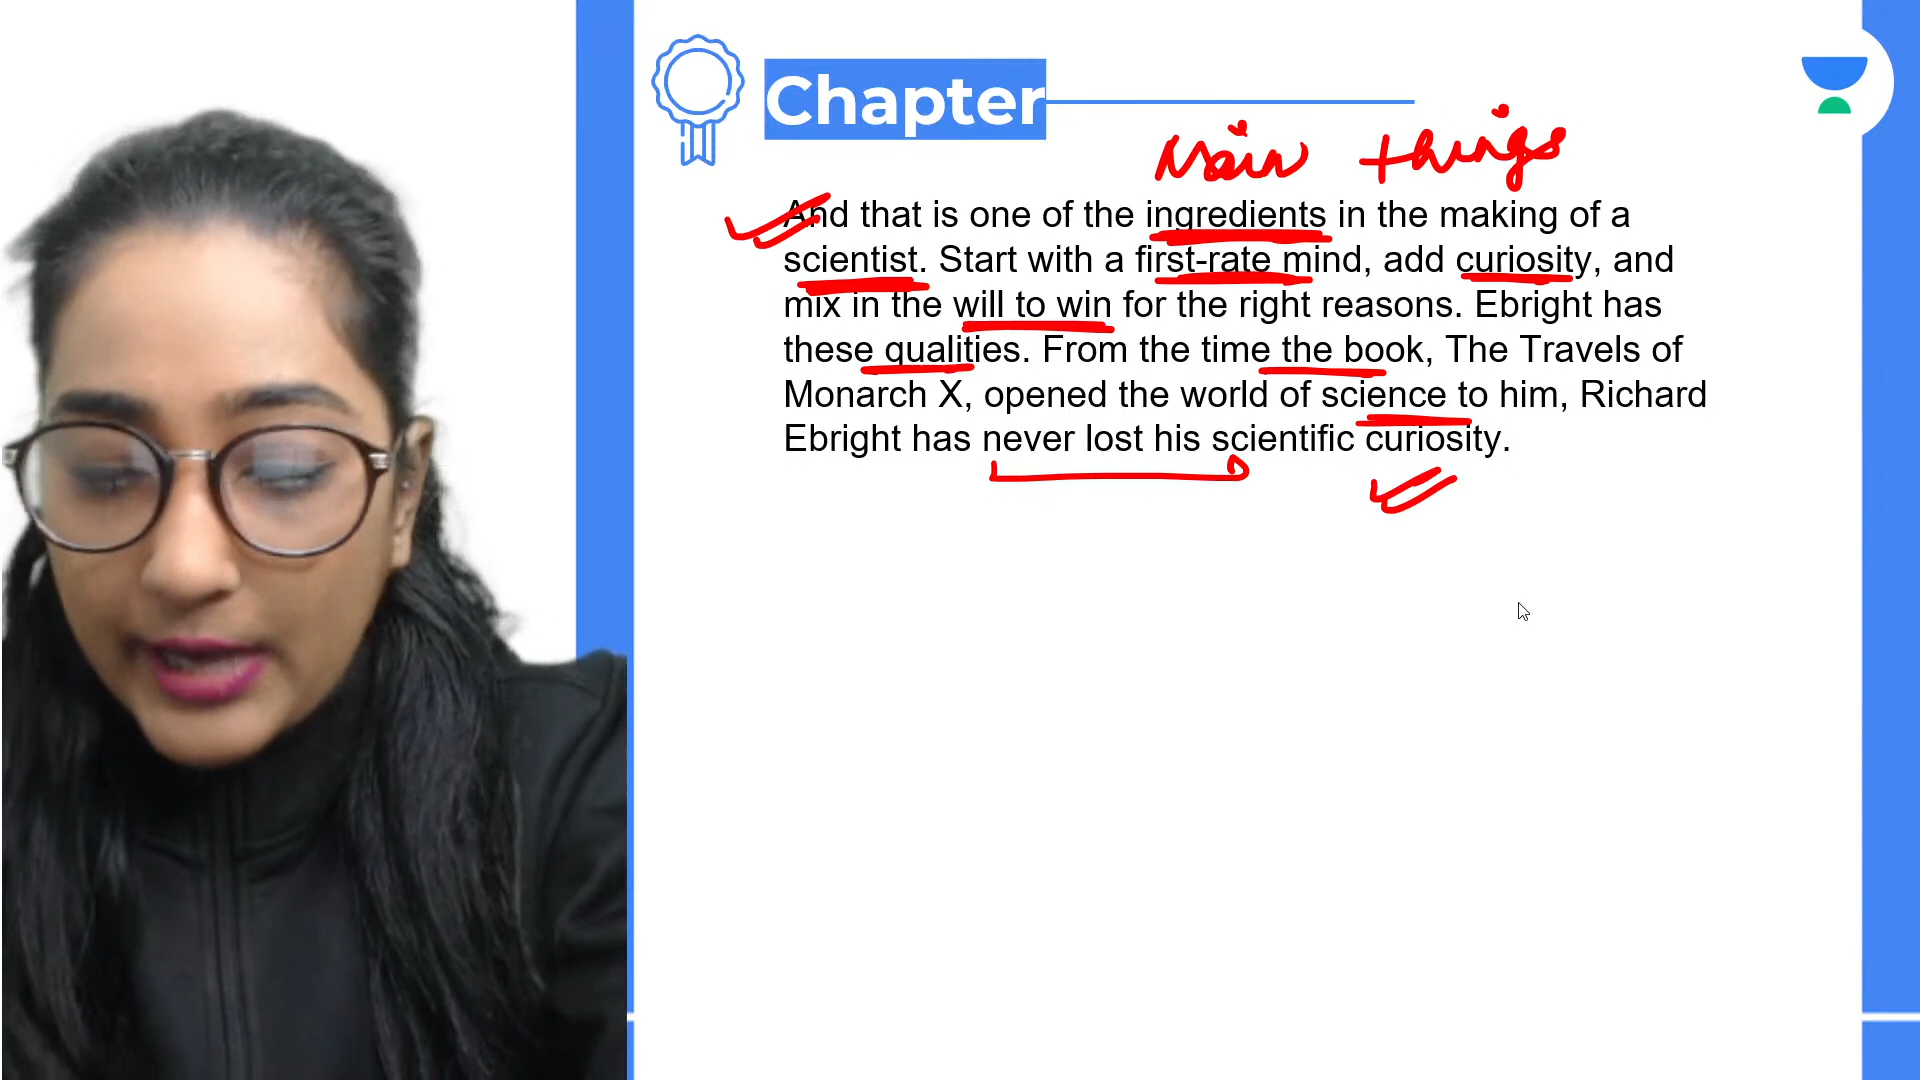 Chapter
Main things
And that is one of the ingredients in the making of a
scientist. Start with a first-rate mind, add curiosity, and
mix in the will to win for the right reasons. Ebright has
these qualities. From the time the book, The Travels of
Monarch X, opened the world of science to him, Richard
Ebright has never lost his scientific curiosity.